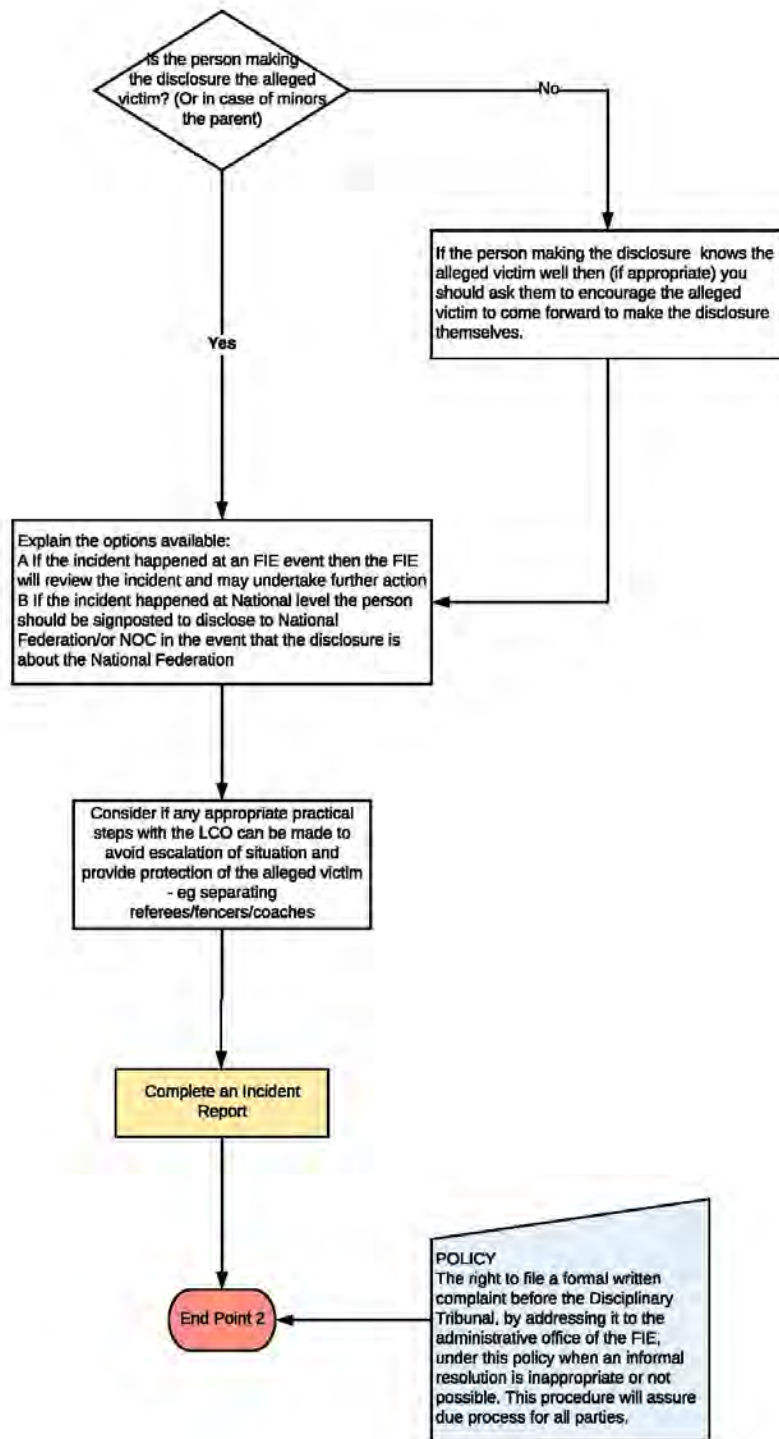 Is the person making
the disclosure the alleged
victim? (Or in case of minors
the parent)
No
If the person making the disclosure knows the
alleged victim well then (if appropriate) you
should ask them to encourage the alleged
victim to come forward to make the disclosure
themselves.
Yes
Explain the options available:
A If the incident happened at an FIE event then the FIE
will review the incident and may undertake further action
B If the incident happened at National level the person
should be signposted to disclose to National
Federation/or NOC in the event that the disclosure is
about the National Federation
Consider if any appropriate practical
steps with the LCO can be made to
avoid escalation of situation and
provide protection of the alleged victim
- eg separating
referees/fencers/coaches
Complete an Incident
Report
End Point 2
POLICY
The right to file a formal written
complaint before the Disciplinary
Tribunal, by addressing it to the
administrative office of the FIE,
under this policy when an informal
resolution is inappropriate or not
possible. This procedure will assure
due process for all parties.